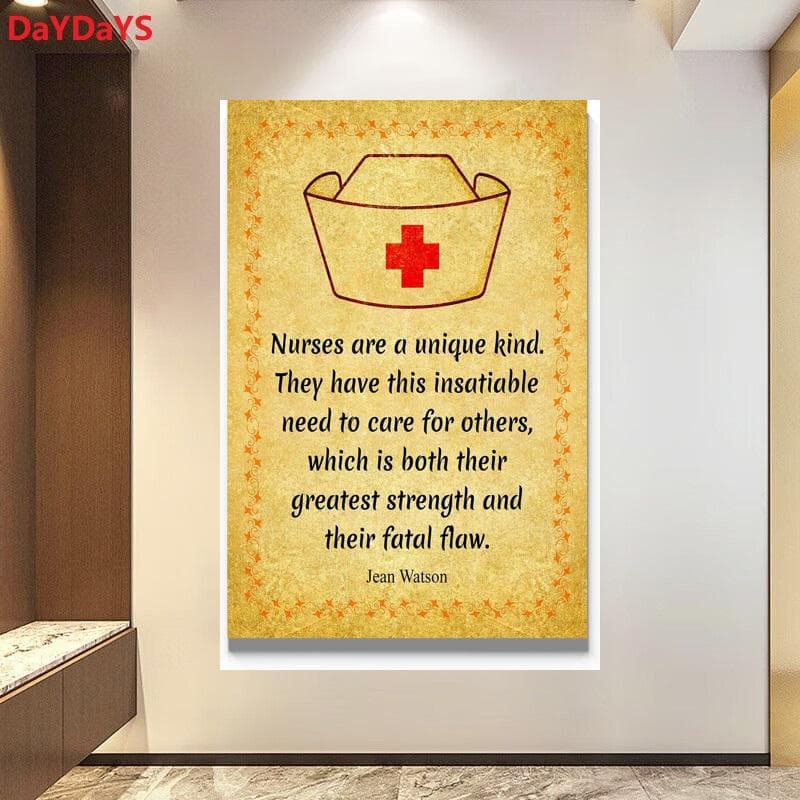 DaYDaYS
Nurses are a unique kind.
They have this insatiable
need to care for others,
which is both their
greatest strength and
their fatal flaw.
Jean Watson